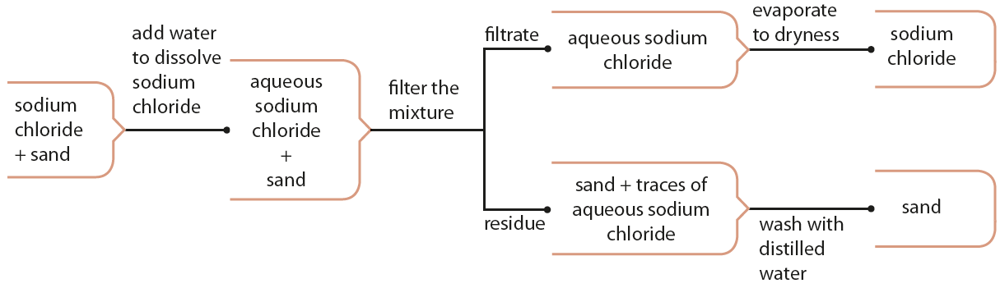 sodium
chloride
+ sand
add water
to dissolve
sodium
chloride
aqueous
sodium
chloride
+
sand
filter the
mixture
filtrate
aqueous sodium
chloride
evaporate
to dryness
sodium
chloride
residue
sand + traces of
aqueous sodium
chloride
wash with
distilled
water
sand